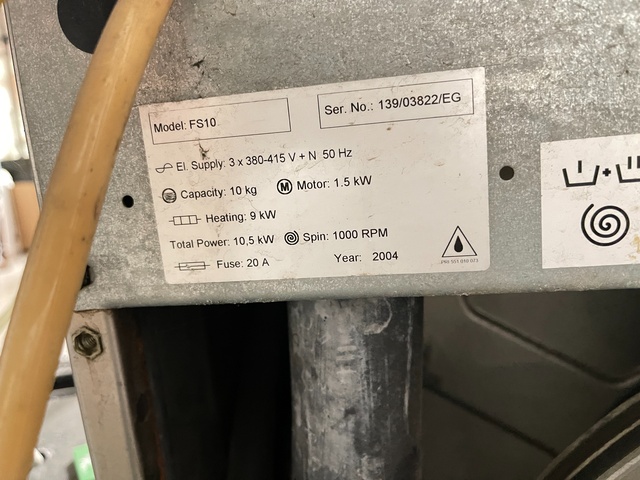 Model: FS10
Ser. No.: 139/03822/EG
El. Supply: 3 x 380-415 V + N 50 Hz
Capacity: 10 kg
M Motor: 1.5 kW
Heating: 9 kW
Total Power: 10,5 kW
Spin: 1000 RPM
Fuse: 20 A
Year: 2004